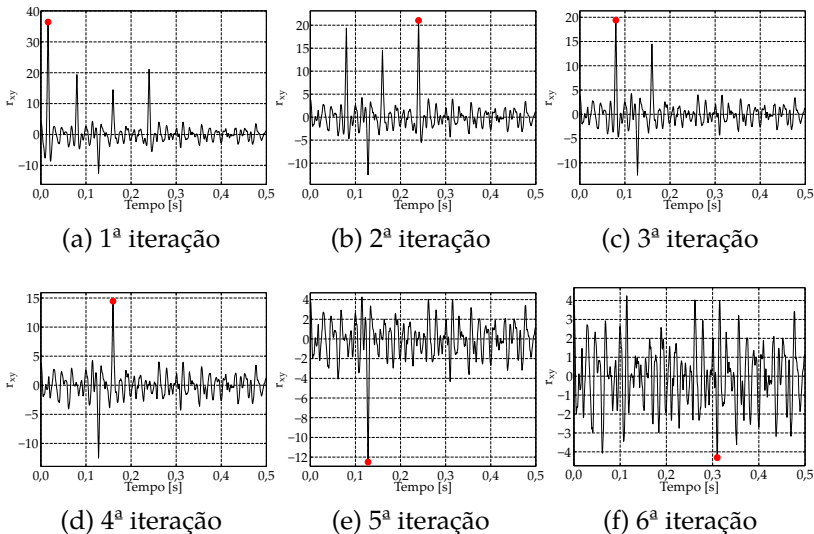 40
30
20
10
0
−10
r_xy
0,0 0,1 0,2 0,3 0,4 0,5
Tempo [s]
(a) 1ª iteração
20
15
10
5
0
−5
−10
r_xy
0,0 0,1 0,2 0,3 0,4 0,5
Tempo [s]
(b) 2ª iteração
20
15
10
5
0
−5
−10
r_xy
0,0 0,1 0,2 0,3 0,4 0,5
Tempo [s]
(c) 3ª iteração
15
10
5
0
−5
−10
r_xy
0,0 0,1 0,2 0,3 0,4 0,5
Tempo [s]
(d) 4ª iteração
4
2
0
−2
−4
−6
−8
−10
−12
r_xy
0,0 0,1 0,2 0,3 0,4 0,5
Tempo [s]
(e) 5ª iteração
4
3
2
1
0
−1
−2
−3
−4
r_xy
0,0 0,1 0,2 0,3 0,4 0,5
Tempo [s]
(f) 6ª iteração